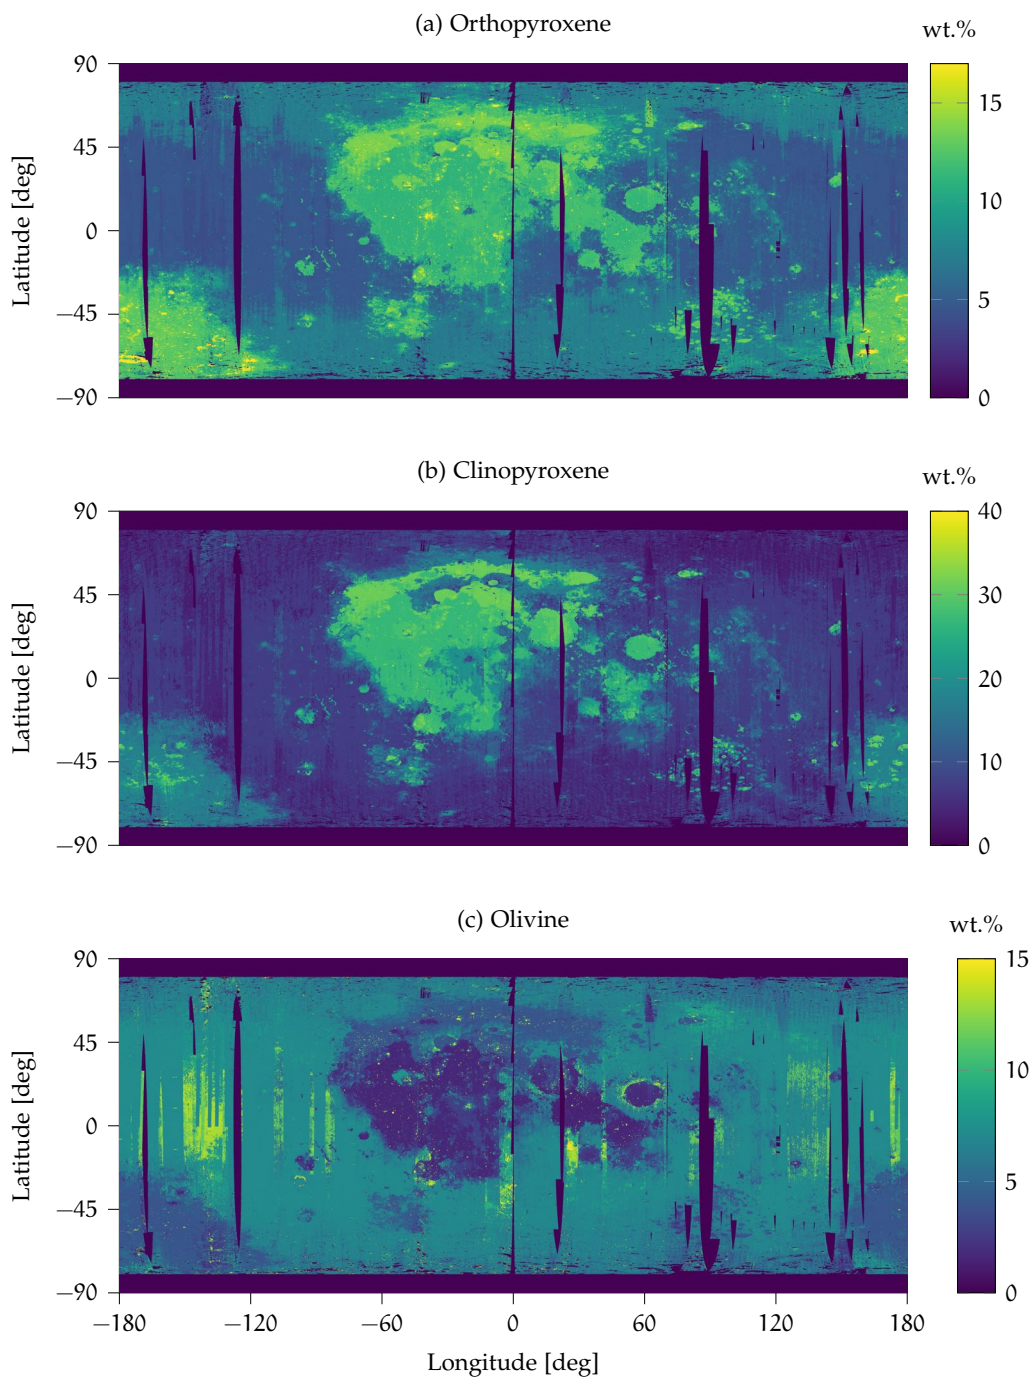 (a) Orthopyroxene
wt.%
90
45
0
−45
−90
Latitude [deg]
15
10
5
0
(b) Clinopyroxene
wt.%
90
45
0
−45
−90
Latitude [deg]
40
30
20
10
0
(c) Olivine
wt.%
90
45
0
−45
−90
Latitude [deg]
15
10
5
0
−180 −120 −60 0 60 120 180
Longitude [deg]